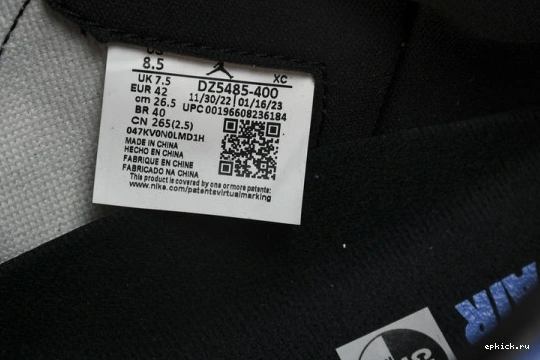 US
8.5
XC
UK 7.5
DZ5485-400
EUR 42
11/30/22 | 01/16/23
cm 26.5
UPC 00196608236184
BR 40
CN 265(2.5)
047KV0N0LMD1H
MADE IN CHINA
HECHO EN CHINA
FABRIQUE EN CHINE
FABRICADO NA CHINA
This product is covered by one or more patents:
www.nike.com/patentsvirtualmarking
AIR
epkick.ru